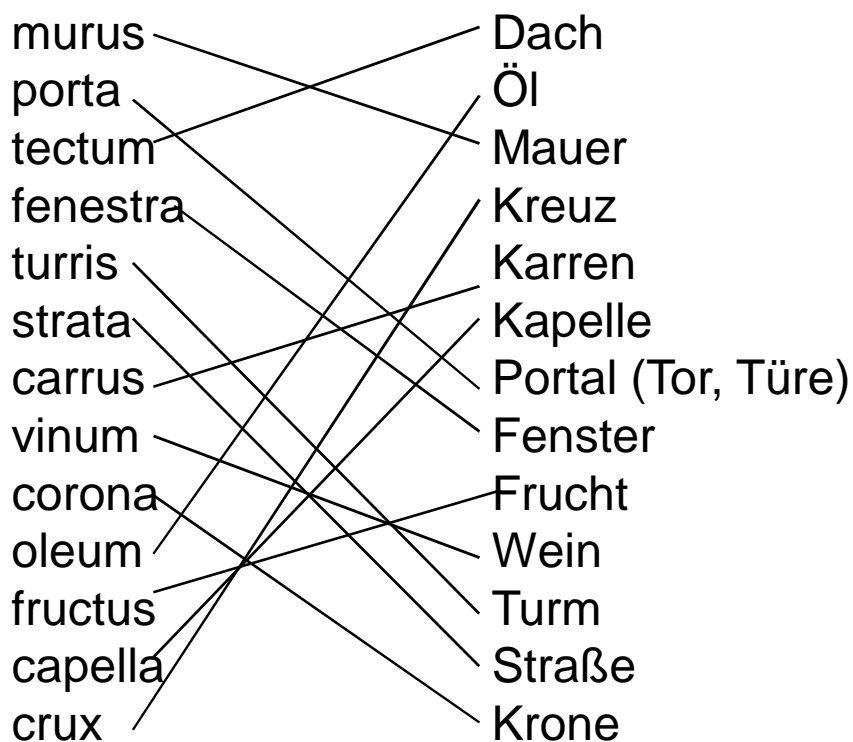 murus Dach
porta Öl
tectum Mauer
fenestra Kreuz
turris Karren
strata Kapelle
carrus Portal (Tor, Türe)
vinum Fenster
corona Frucht
oleum Wein
fructus Turm
capella Straße
crux Krone